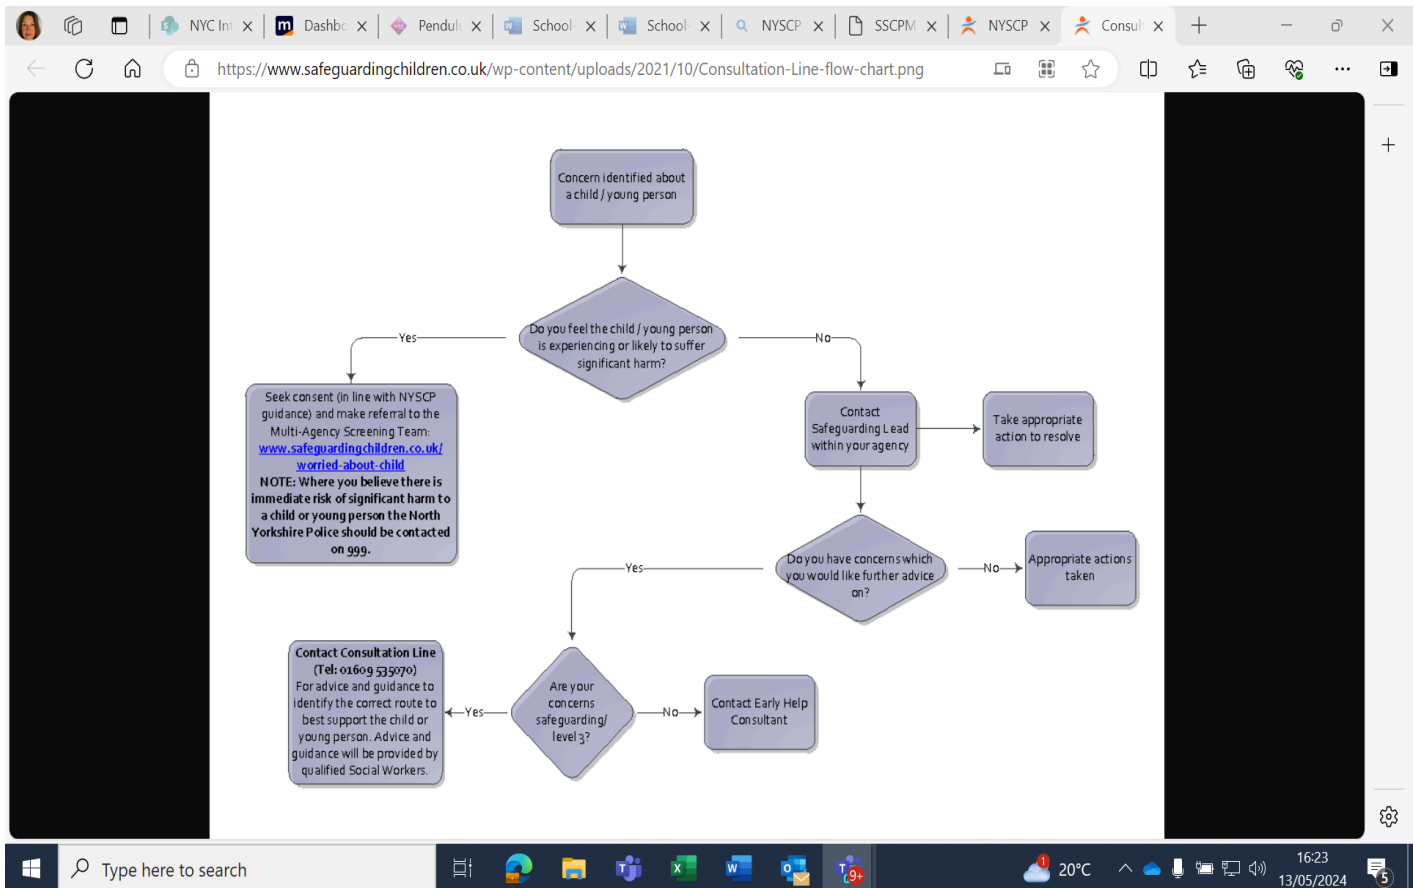 NYC Int
Dashbo
Pendul
School-
School-
NYSCP
SSCPM
NYSCP
Consult
https://www.safeguardingchildren.co.uk/wp-content/uploads/2021/10/Consultation-Line-flow-chart.png
Concern identified about
a child / young person
Do you feel the child / young person
is experiencing or likely to suffer
significant harm?
Yes
No
Seek consent (in line with NYSCP
guidance) and make referral to the
Multi-Agency Screening Team:
www.safeguardingchildren.co.uk/
worried-about-child
NOTE: Where you believe there is
immediate risk of significant harm to
a child or young person the North
Yorkshire Police should be contacted
on 999.
Contact
Safeguarding Lead
within your agency
Take appropriate
action to resolve
Do you have concerns which
you would like further advice
on?
Yes
No
Appropriate actions
taken
Contact Consultation Line
(Tel: 01609 535070)
For advice and guidance to
identify the correct route to
best support the child or
young person. Advice and
guidance will be provided by
qualified Social Workers.
Yes
Are your
concerns
safeguarding/
level 3?
No
Contact Early Help
Consultant
Type here to search
9+
1
20°C
16:23
13/05/2024
5